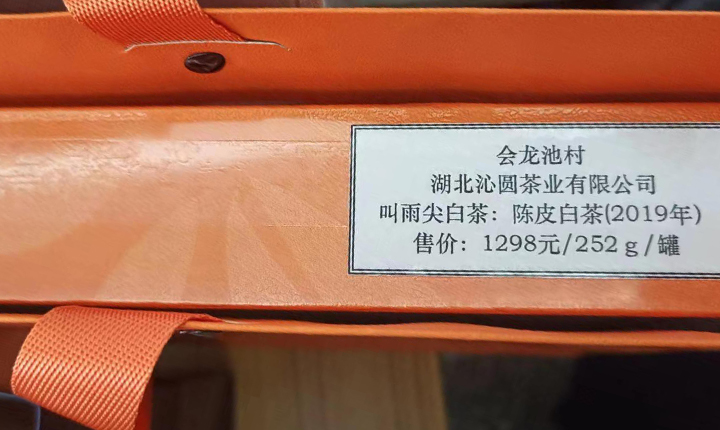 会龙池村
湖北沁圆茶业有限公司
叫雨尖白茶：陈皮白茶(2019年)
售价：1298元/252g/罐